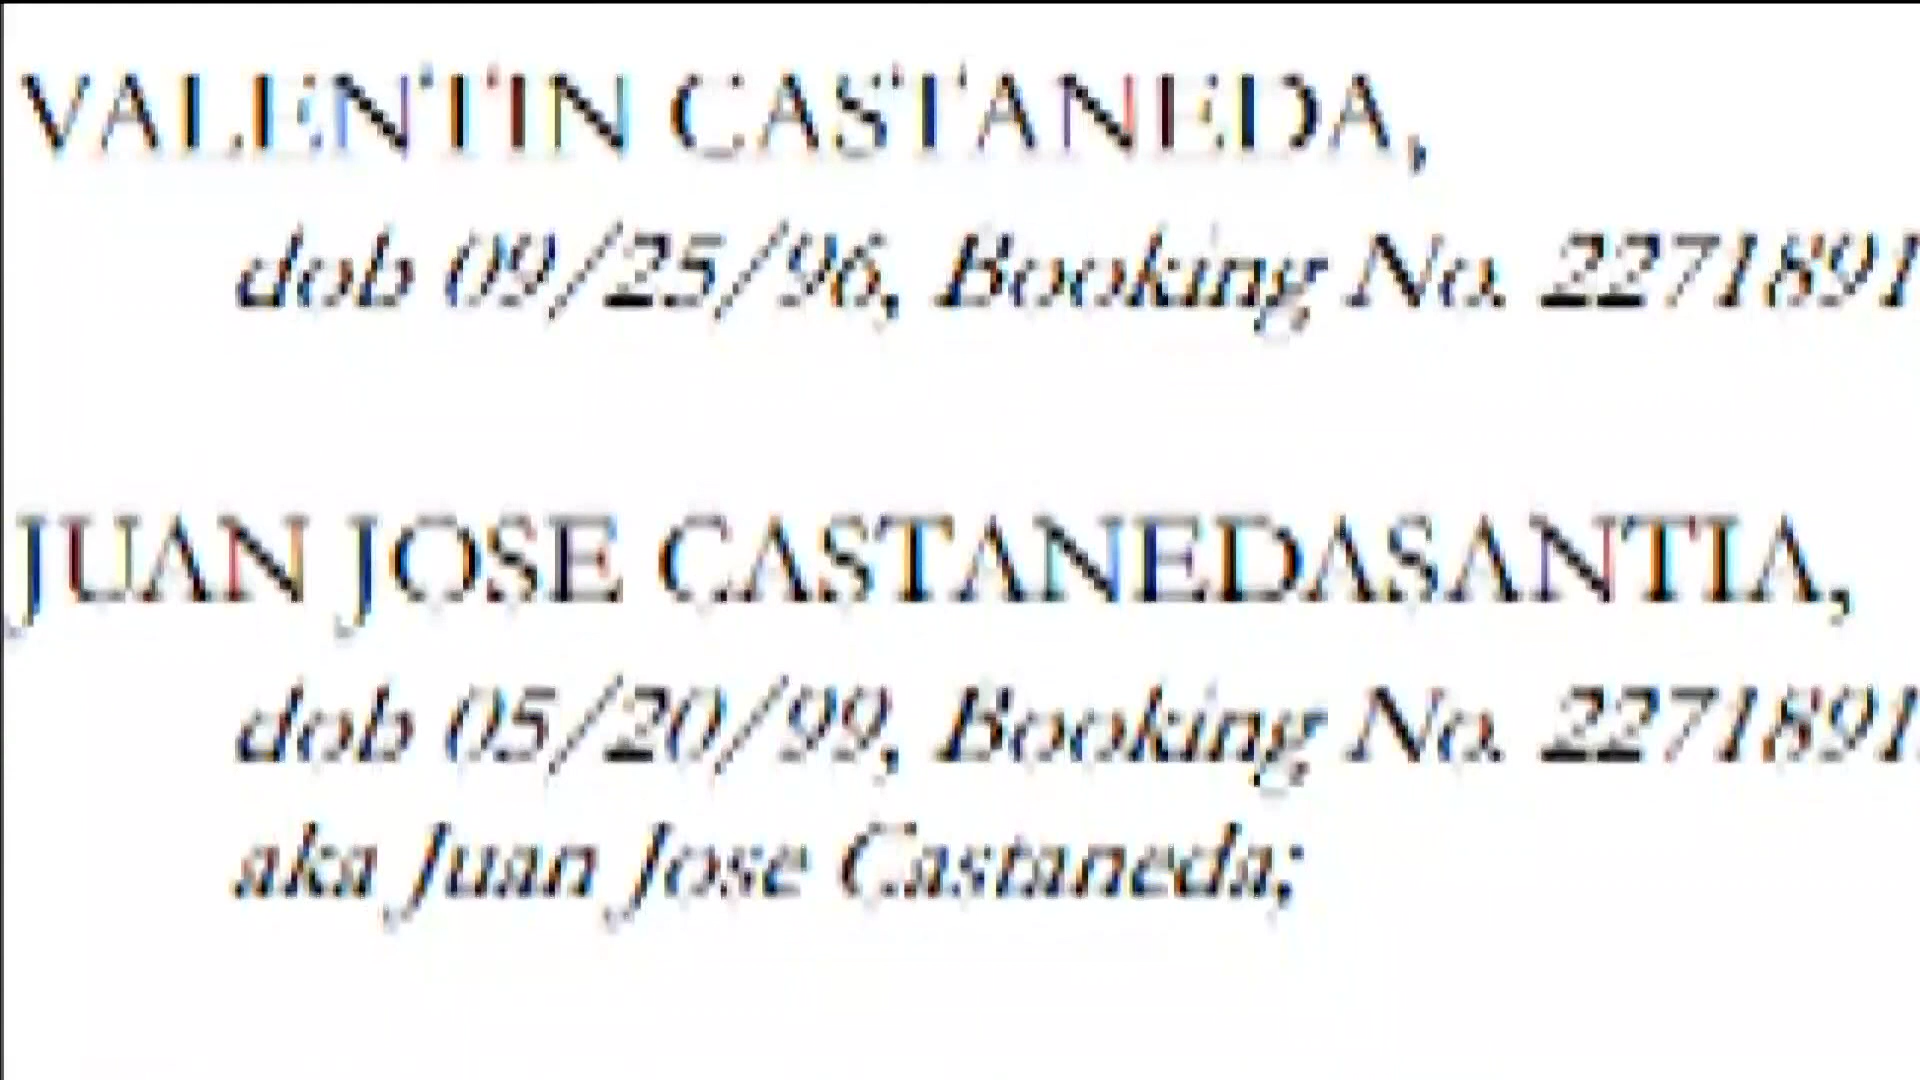 VALENTIN CASTANEDA,
dob 09/25/96, Booking No. 2271891
JUAN JOSE CASTANEDASANTIA,
dob 05/20/99, Booking No. 2271891
aka Juan Jose Castaneda;